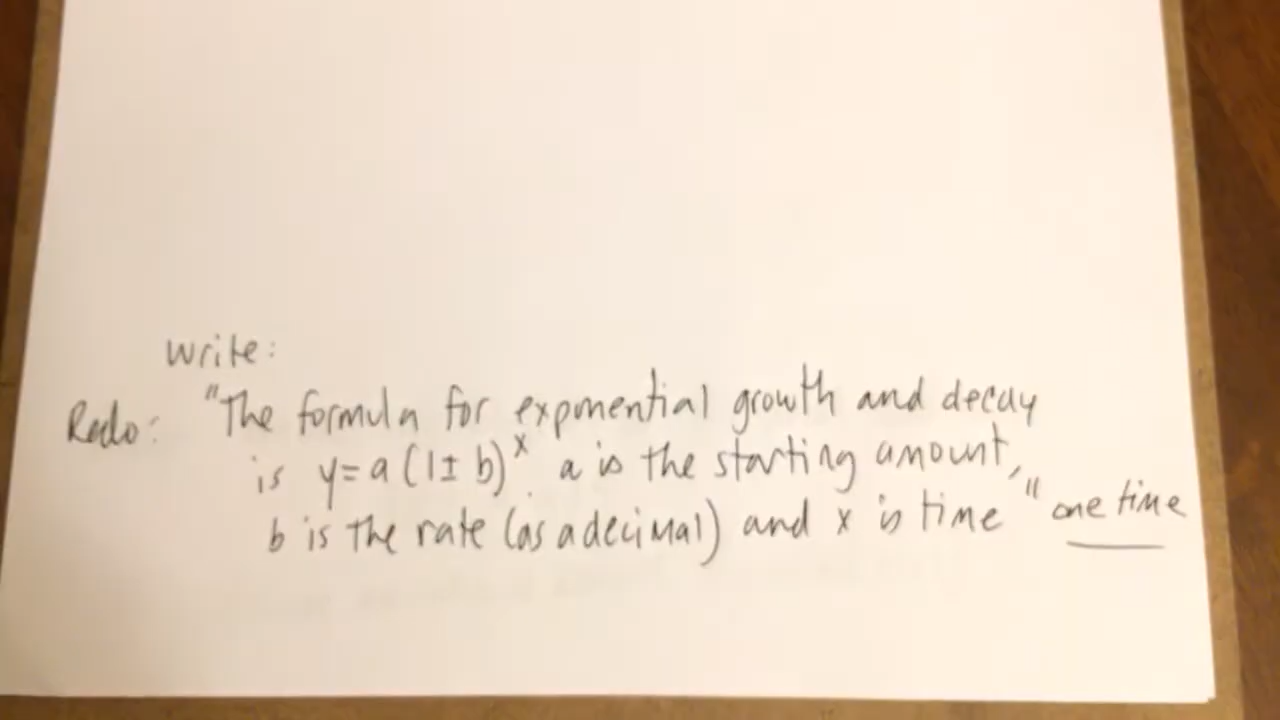 Write:
Redo: "The formula for exponential growth and decay
is y=a(1±b)ˣ a is the starting amount,
b is the rate (as a decimal) and x is time" one time